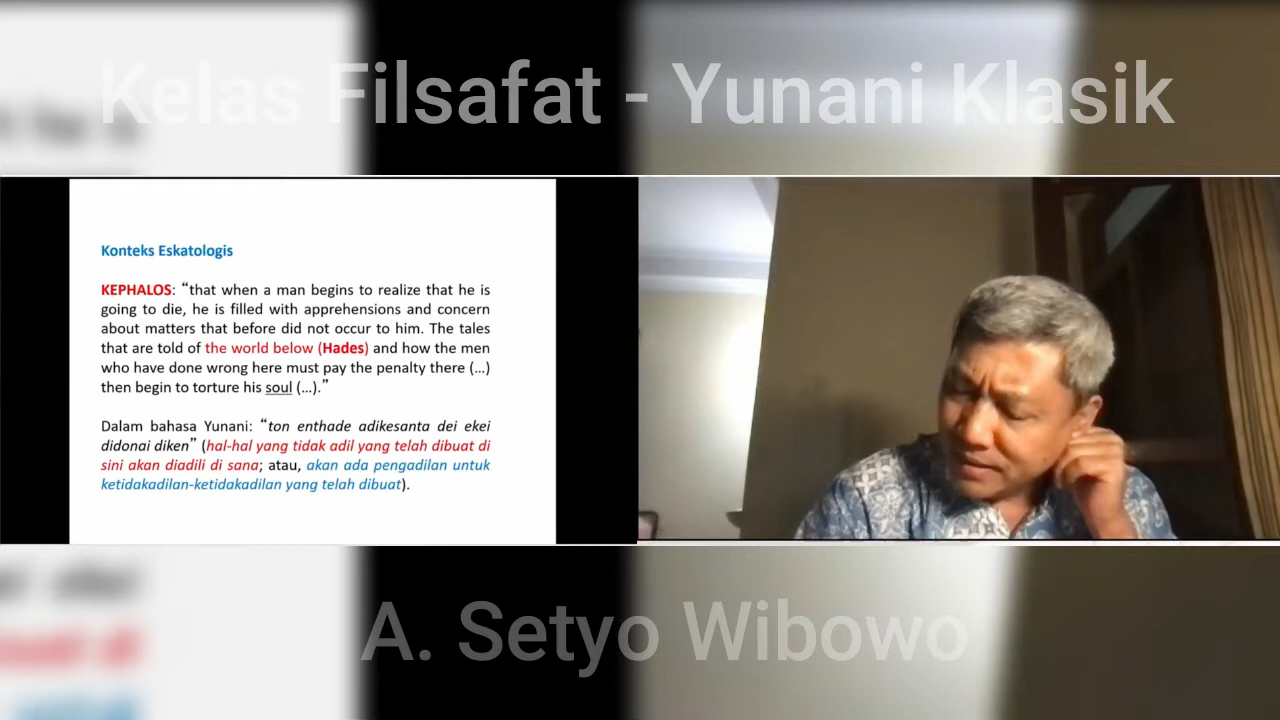 Kelas Filsafat - Yunani Klasik
Konteks Eskatologis
KEPHALOS: “that when a man begins to realize that he is
going to die, he is filled with apprehensions and concern
about matters that before did not occur to him. The tales
that are told of the world below (Hades) and how the men
who have done wrong here must pay the penalty there (...)
then begin to torture his soul (...).”
Dalam bahasa Yunani: “ton enthade adikesanta dei ekei
didonai diken” (hal-hal yang tidak adil yang telah dibuat di
sini akan diadili di sana; atau, akan ada pengadilan untuk
ketidakadilan-ketidakadilan yang telah dibuat).
A. Setyo Wibowo